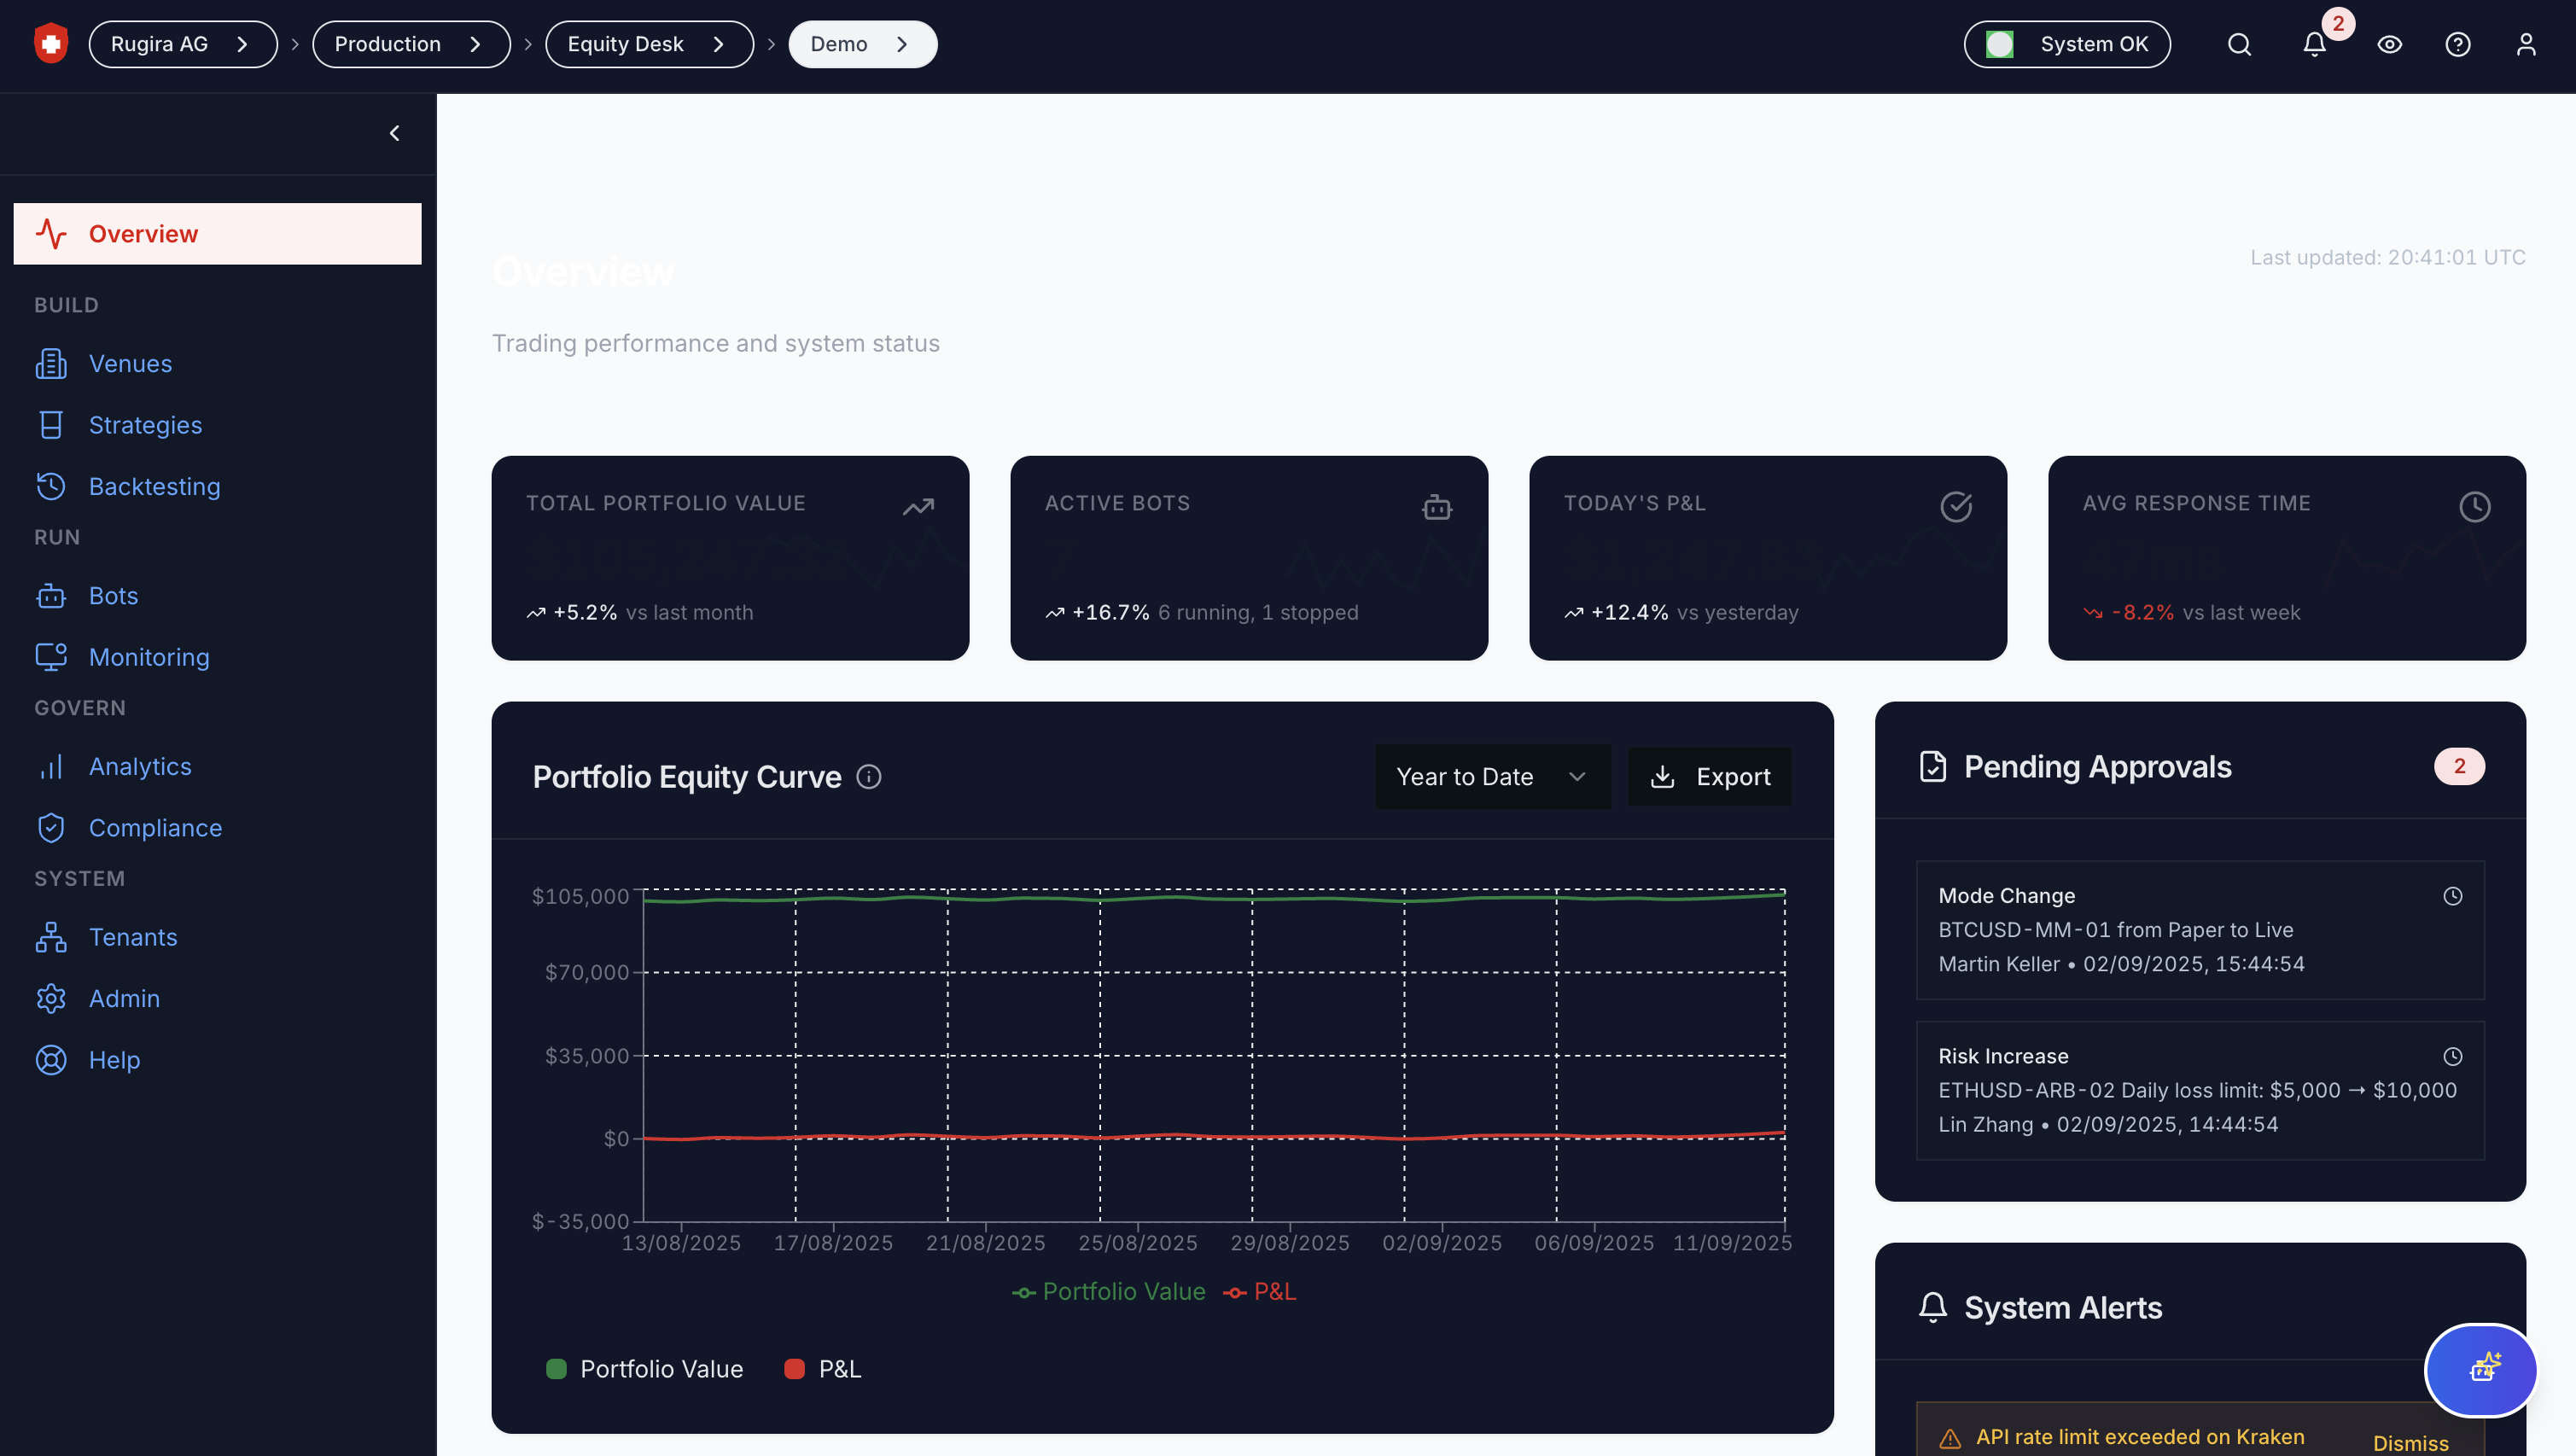 Rugira AG
Production
Equity Desk
Demo
System OK
2
Overview
BUILD
Venues
Strategies
Backtesting
RUN
Bots
Monitoring
GOVERN
Analytics
Compliance
SYSTEM
Tenants
Admin
Help
Overview
Last updated: 20:41:01 UTC
Trading performance and system status
TOTAL PORTFOLIO VALUE
+5.2% vs last month
ACTIVE BOTS
7
+16.7% 6 running, 1 stopped
TODAY'S P&L
+12.4% vs yesterday
AVG RESPONSE TIME
47ms
-8.2% vs last week
Portfolio Equity Curve
Year to Date
Export
$105,000
$70,000
$35,000
$0
$-35,000
13/08/2025 17/08/2025 21/08/2025 25/08/2025 29/08/2025 02/09/2025 06/09/2025 11/09/2025
Portfolio Value P&L
Portfolio Value P&L
Pending Approvals
2
Mode Change
BTCUSD-MM-01 from Paper to Live
Martin Keller • 02/09/2025, 15:44:54
Risk Increase
ETHUSD-ARB-02 Daily loss limit: $5,000 → $10,000
Lin Zhang • 02/09/2025, 14:44:54
System Alerts
API rate limit exceeded on Kraken
Dismiss